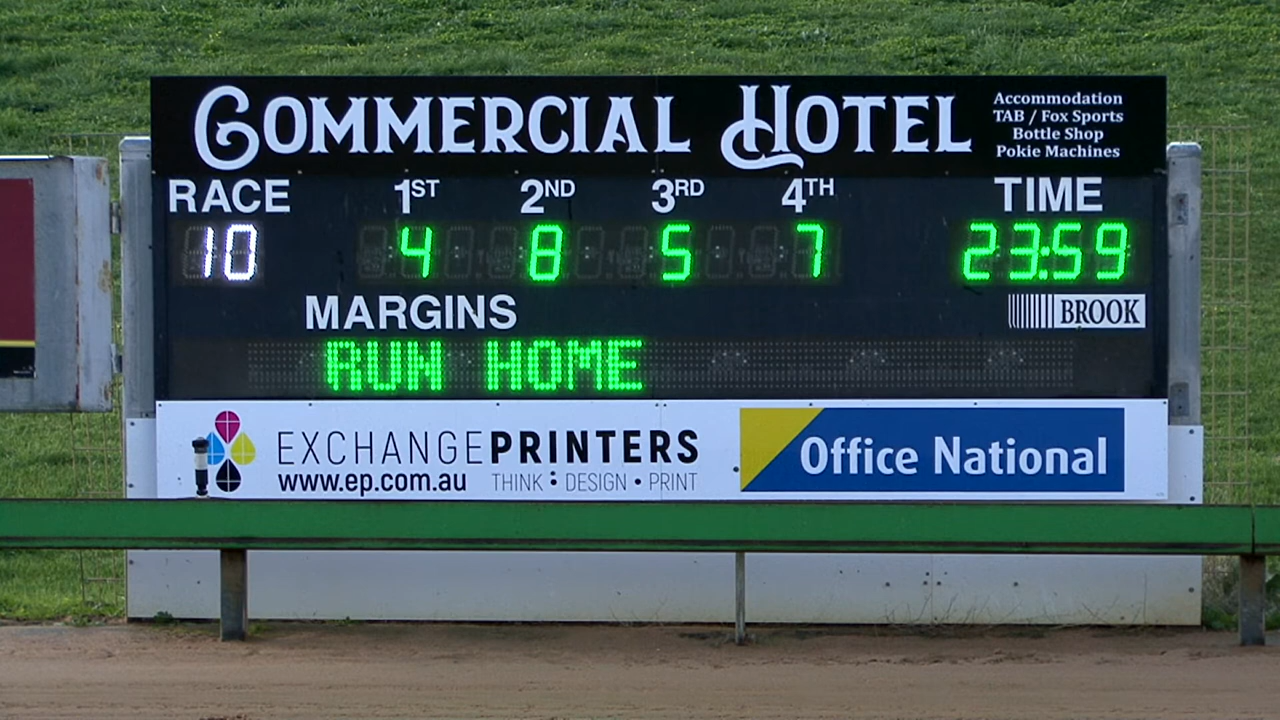 COMMERCIAL HOTEL
Accommodation
TAB / Fox Sports
Bottle Shop
Pokie Machines
RACE 1ST 2ND 3RD 4TH TIME
10 4 8 5 7 23:59
MARGINS
BROOK
RUN HOME
EXCHANGEPRINTERS
www.ep.com.au THINK : DESIGN • PRINT
Office National